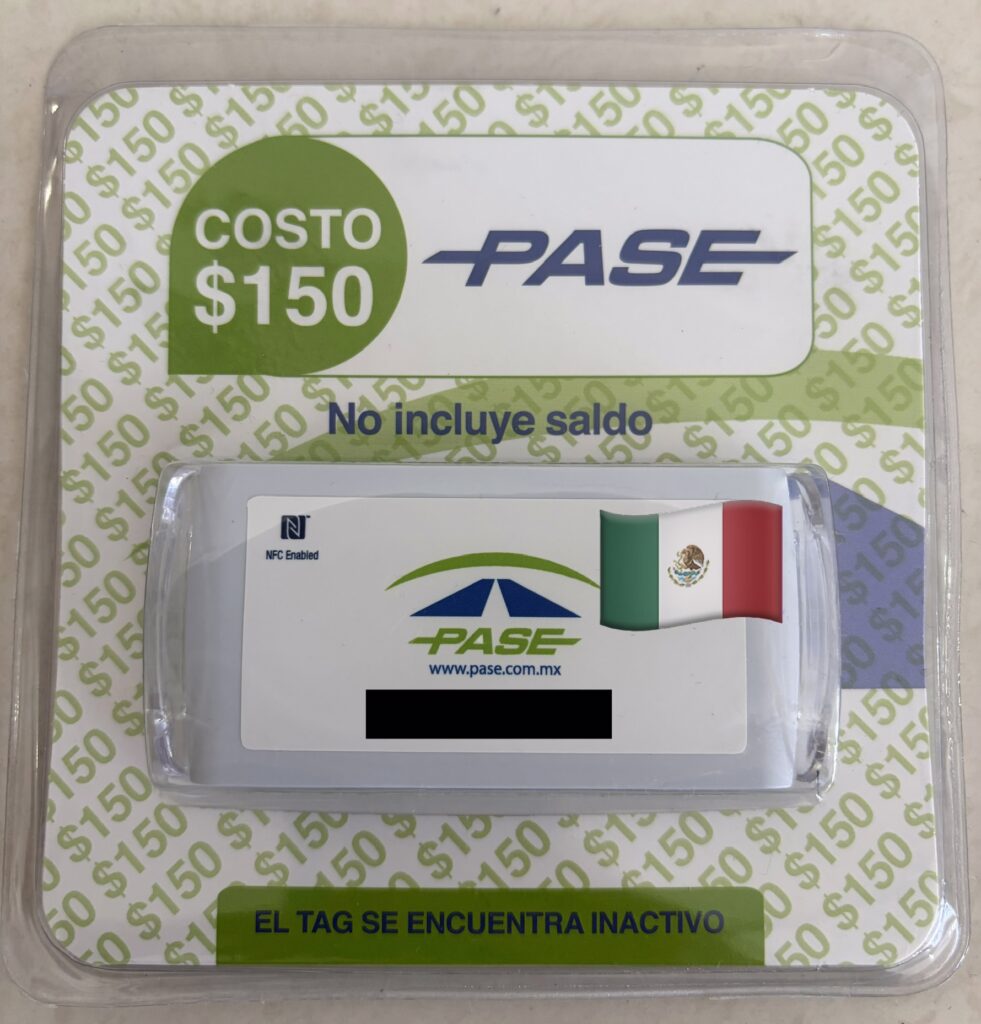 COSTO
$150
PASE
No incluye saldo
NFC Enabled
PASE
www.pase.com.mx
EL TAG SE ENCUENTRA INACTIVO